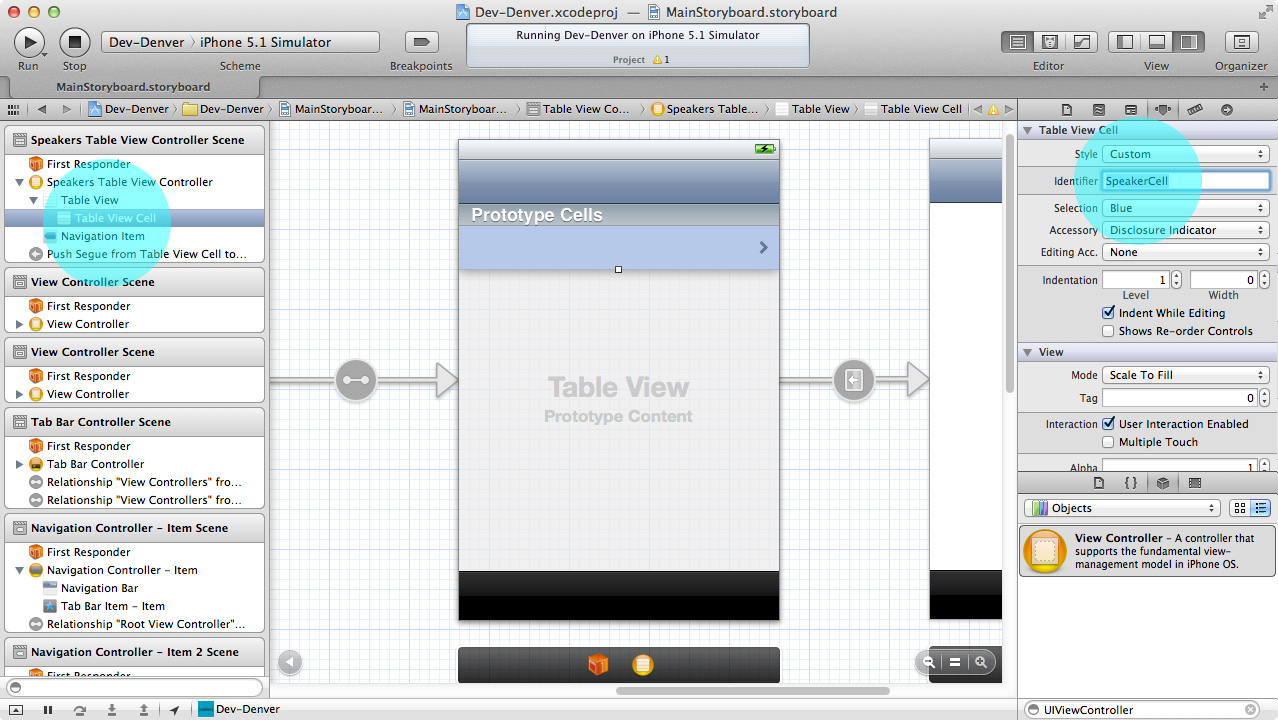 Dev-Denver.xcodeproj — MainStoryboard.storyboard
Run
Stop
Dev-Denver
iPhone 5.1 Simulator
Scheme
Breakpoints
Running Dev-Denver on iPhone 5.1 Simulator
Project 1
Editor
View
Organizer
MainStoryboard.storyboard
Dev-Denver
Dev-Denver
MainStoryboar...
MainStoryboar...
Table View Co...
Speakers Table...
Table View
Table View Cell
Speakers Table View Controller Scene
First Responder
Speakers Table View Controller
Table View
Table View Cell
Navigation Item
Push Segue from Table View Cell to...
View Controller Scene
First Responder
View Controller
View Controller Scene
First Responder
View Controller
Tab Bar Controller Scene
First Responder
Tab Bar Controller
Relationship "View Controllers" fro...
Relationship "View Controllers" fro...
Navigation Controller – Item Scene
First Responder
Navigation Controller – Item
Navigation Bar
Tab Bar Item – Item
Relationship "Root View Controller"...
Navigation Controller – Item 2 Scene
First Responder
Prototype Cells
Table View
Prototype Content
Table View Cell
Style Custom
Identifier SpeakerCell
Selection Blue
Accessory Disclosure Indicator
Editing Acc. None
Indentation 1 0
Level Width
Indent While Editing
Shows Re-order Controls
View
Mode Scale To Fill
Tag 0
Interaction User Interaction Enabled
Multiple Touch
Alpha 1
{ }
Objects
View Controller – A controller that
supports the fundamental view-
management model in iPhone OS.
Dev-Denver
UIViewController